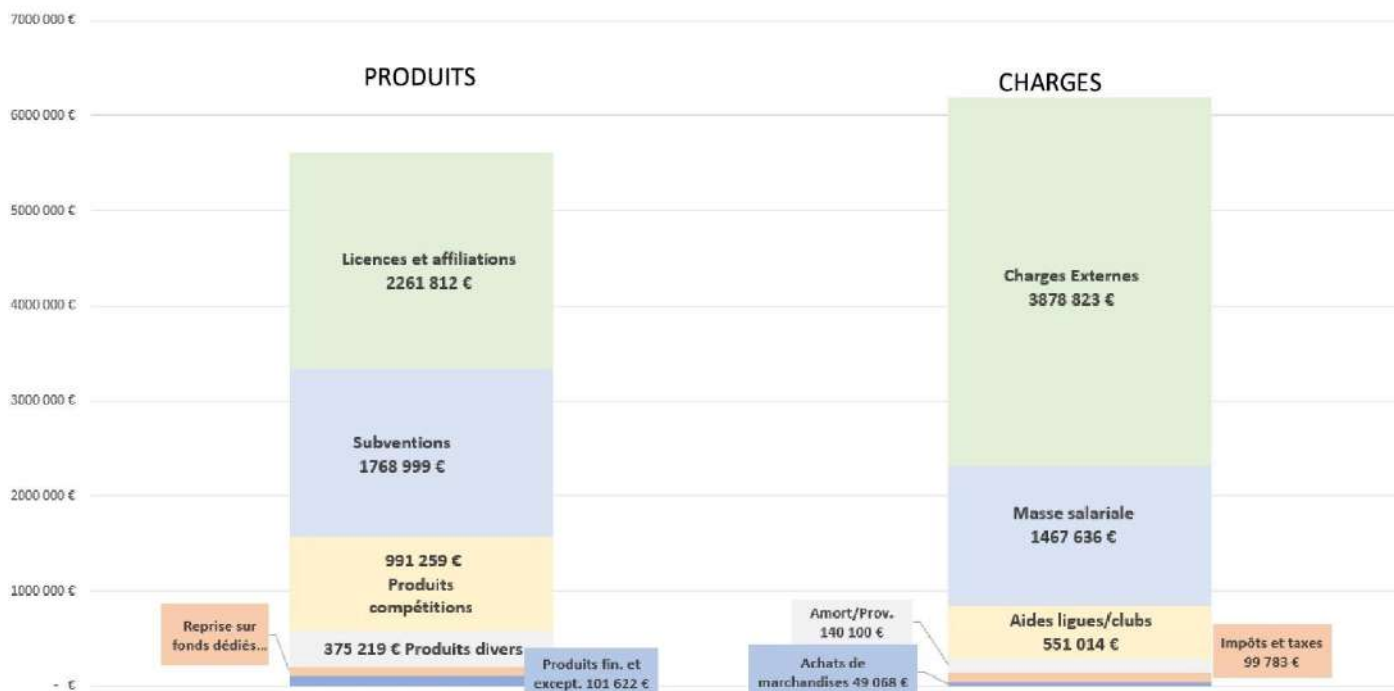 7000 000 €
PRODUITS
CHARGES
6000 000 €
5000 000 €
Licences et affiliations
2261 812 €
Charges Externes
3878 823 €
4000 000 €
3000 000 €
Subventions
1768 999 €
2000 000 €
Masse salariale
1467 636 €
991 259 €
Produits
compétitions
1000 000 €
Reprise sur
fonds dédiés...
375 219 € Produits divers
Produits fin. et
except. 101 622 €
Amort/Prov.
140 100 €
Aides ligues/clubs
551 014 €
Achats de
marchandises 49 068 €
Impôts et taxes
99 783 €
- €